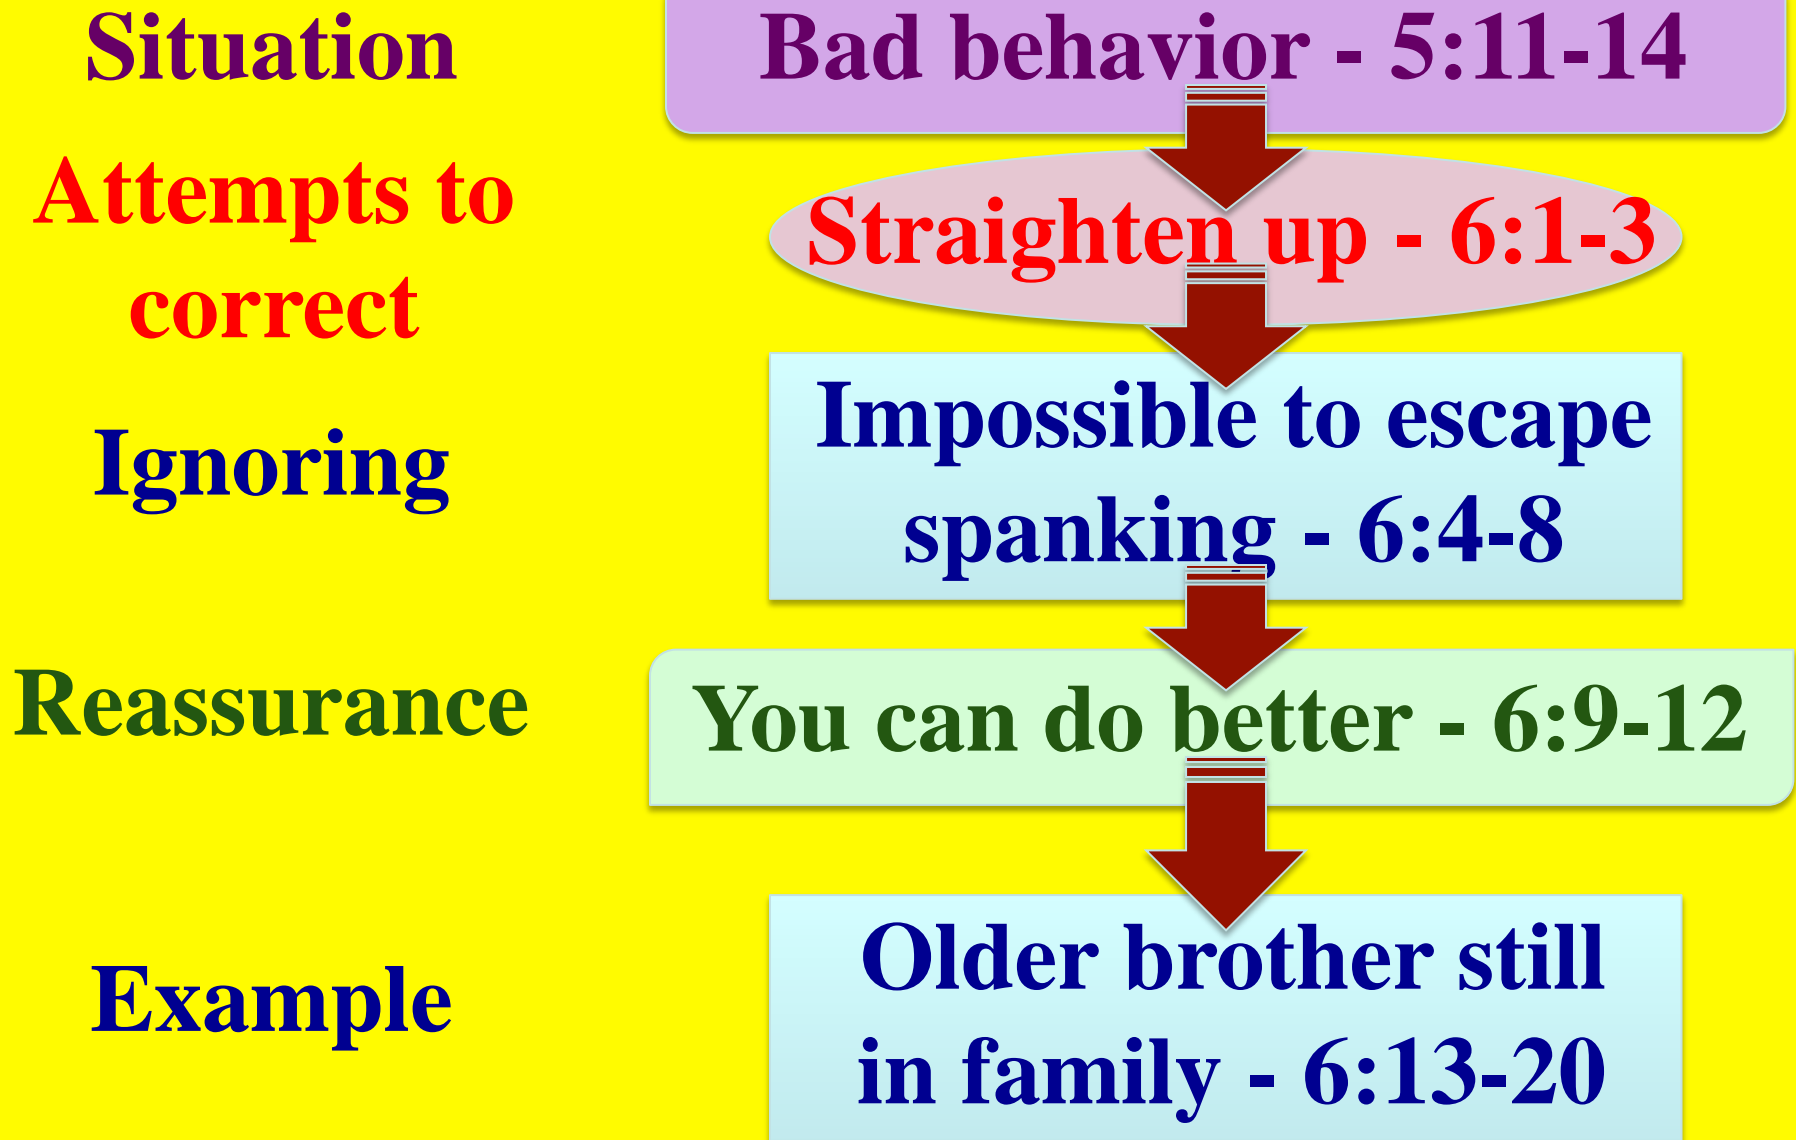 Situation
Bad behavior - 5:11-14
Attempts to
correct
Straighten up - 6:1-3
Ignoring
Impossible to escape
spanking - 6:4-8
Reassurance
You can do better - 6:9-12
Example
Older brother still
in family - 6:13-20